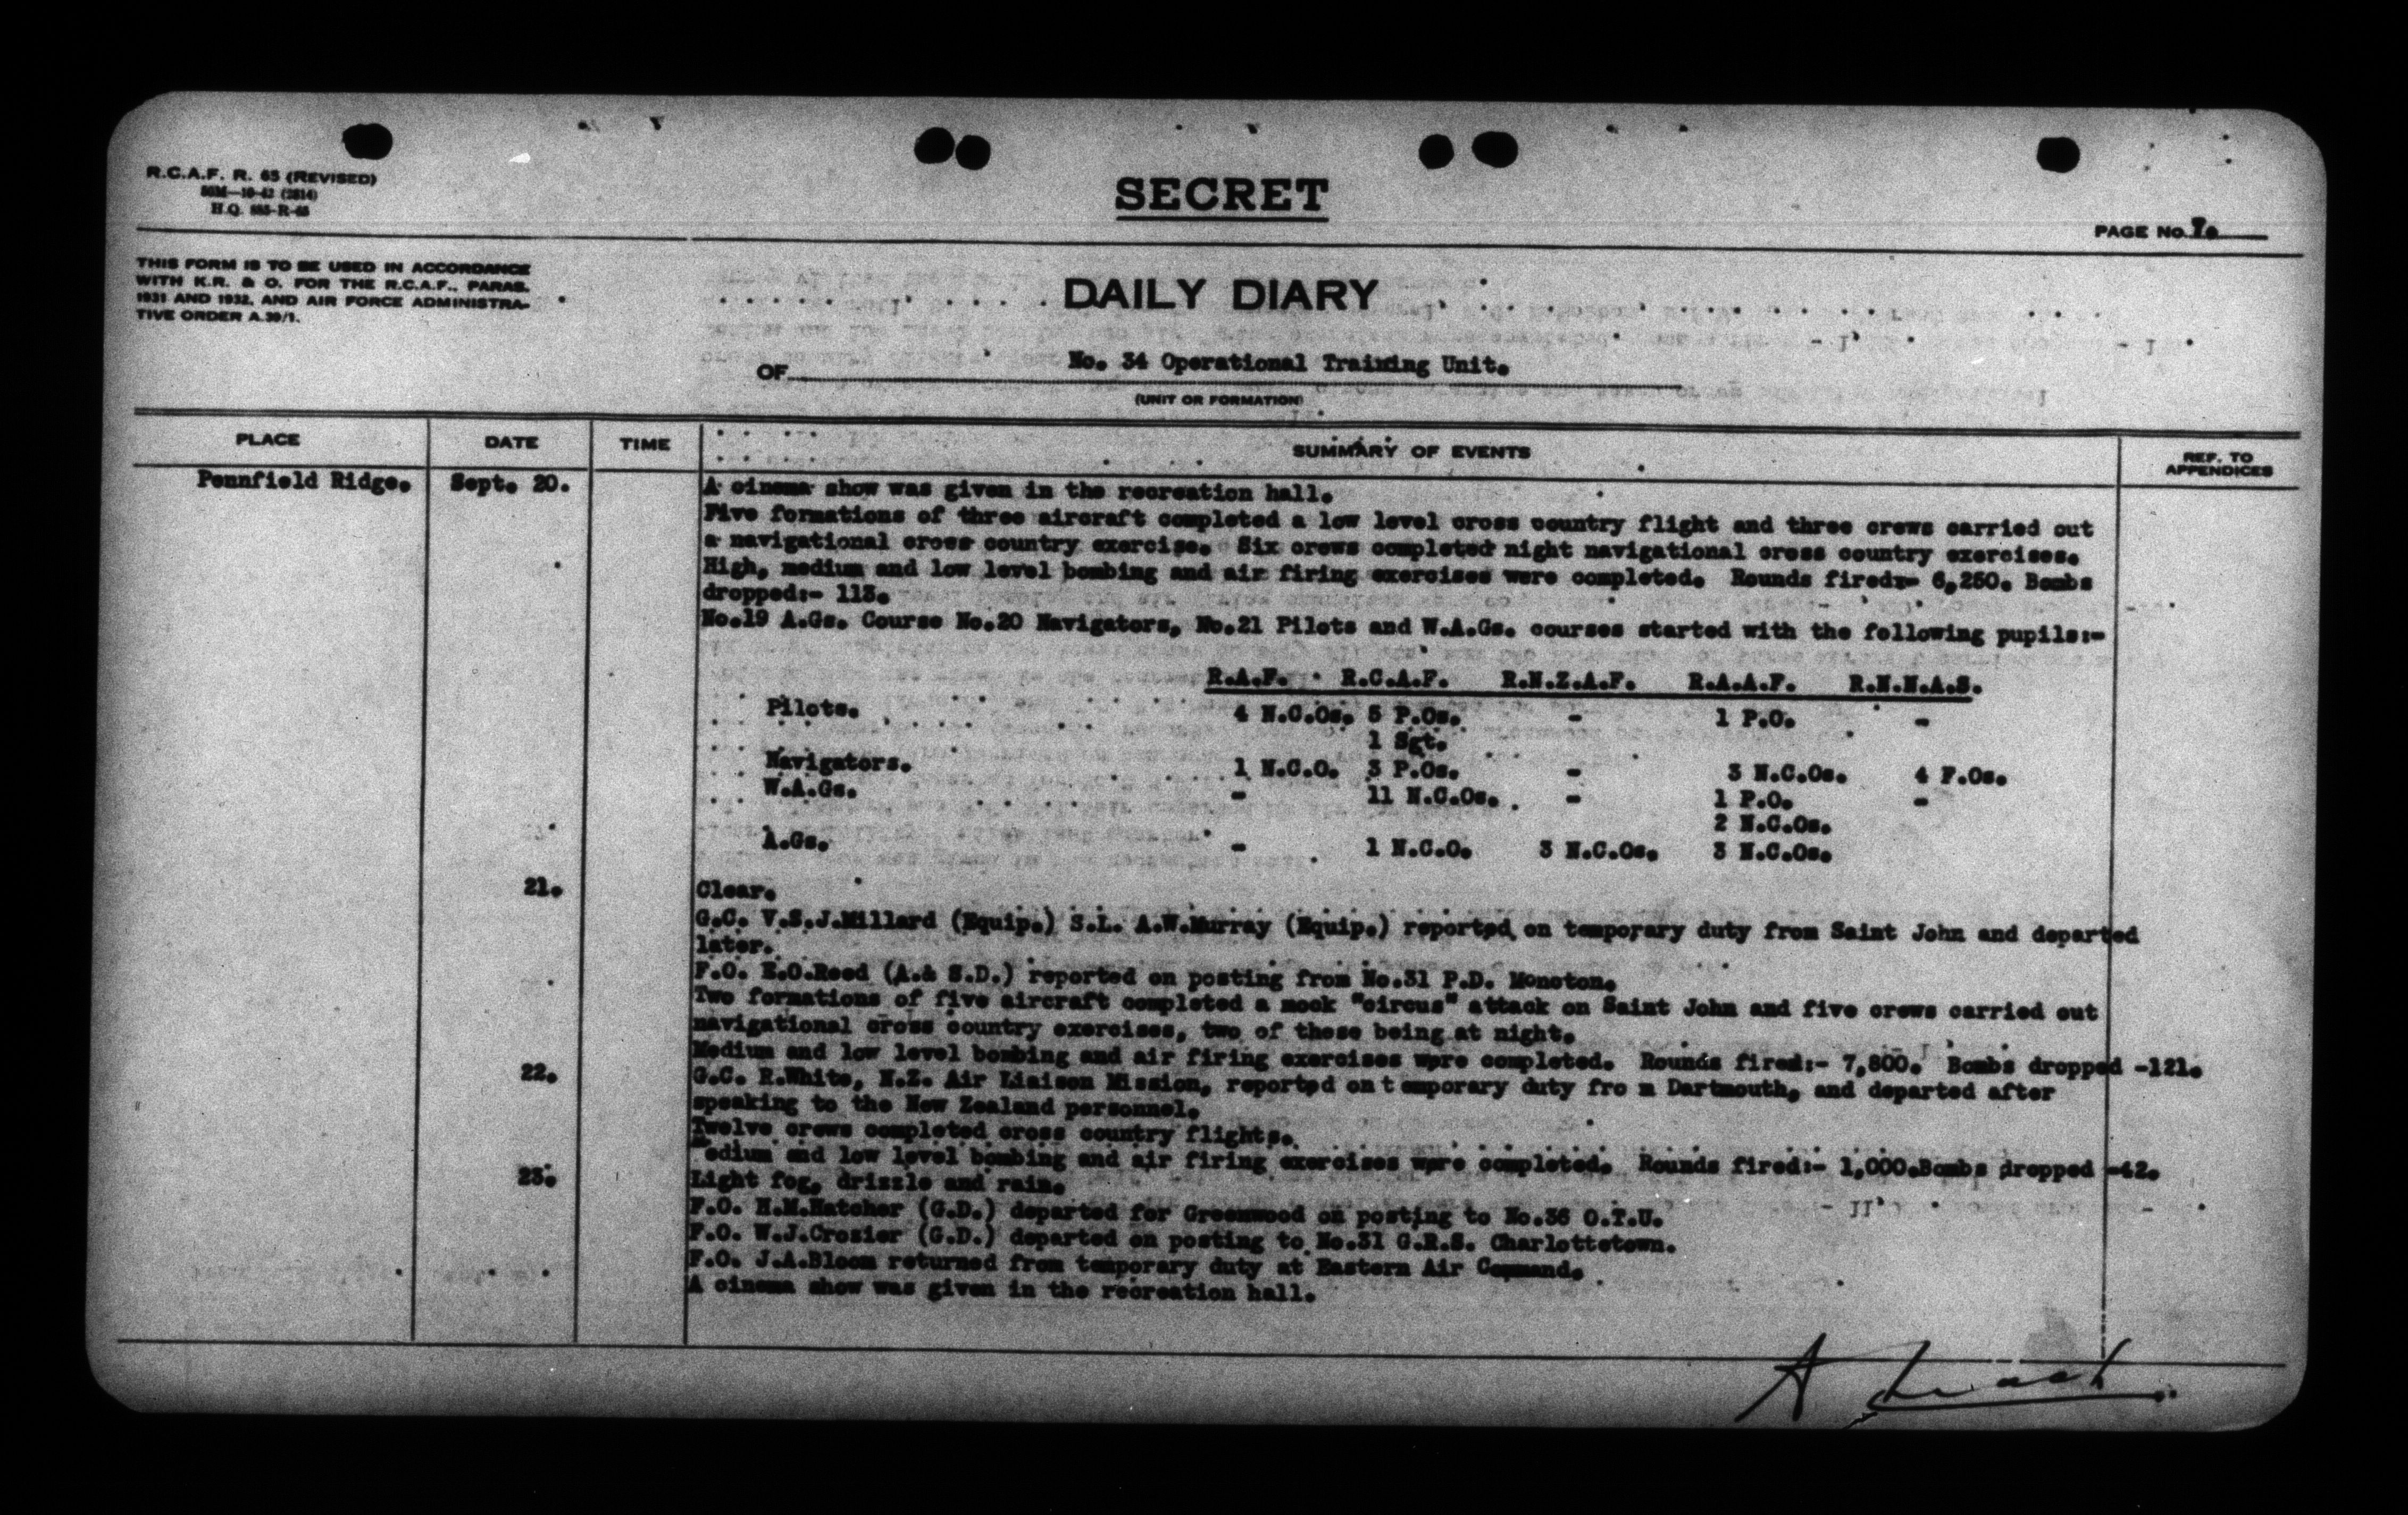 R.C.A.F. R. 65 (REVISED)
50M—10-42 (2814)
H.Q. 885-R-65
SECRET
PAGE No. 7.
THIS FORM IS TO BE USED IN ACCORDANCE
WITH K.R. & O. FOR THE R.C.A.F., PARAS.
1931 AND 1932, AND AIR FORCE ADMINISTRA-
TIVE ORDER A.39/1.
DAILY DIARY
OF No. 34 Operational Training Unit.
(UNIT OR FORMATION)
PLACE DATE TIME SUMMARY OF EVENTS REF. TO APPENDICES
Pennfield Ridge. Sept. 20. A cinema show was given in the recreation hall.
Five formations of three aircraft completed a low level cross country flight and three crews carried out
a navigational cross country exercise. Six crews completed night navigational cross country exercises.
High, medium and low level bombing and air firing exercises were completed. Rounds fired:- 6,250. Bombs
dropped:- 113.
No.19 A.Gs. Course No.20 Navigators, No.21 Pilots and W.A.Gs. courses started with the following pupils:-
R.A.F. R.C.A.F. R.N.Z.A.F. R.A.A.F. R.N.N.A.S.
Pilots. 4 N.C.Os. 5 P.Os. - 1 P.O. -
1 Sgt.
Navigators. 1 N.C.O. 3 P.Os. - 3 N.C.Os. 4 F.Os.
W.A.Gs. - 11 N.C.Os. - 1 P.O. -
2 N.C.Os.
A.Gs. - 1 N.C.O. 3 N.C.Os. 3 N.C.Os.
21. Clear.
G.C. V.S.J.Millard (Equip.) S.L. A.W.Murray (Equip.) reported on temporary duty from Saint John and departed
later.
F.O. E.O.Reed (A.& S.D.) reported on posting from No.31 P.D. Moncton.
Two formations of five aircraft completed a mock "circus" attack on Saint John and five crews carried out
navigational cross country exercises, two of these being at night.
Medium and low level bombing and air firing exercises were completed. Rounds fired:- 7,800. Bombs dropped -121.
22. G.C. R.White, N.Z. Air Liaison Mission, reported on t emporary duty fro m Dartmouth, and departed after
speaking to the New Zealand personnel.
Twelve crews completed cross country flights.
Medium and low level bombing and air firing exercises were completed. Rounds fired:- 1,000.Bombs dropped -42.
23. Light fog, drizzle and rain.
F.O. H.M.Hatcher (G.D.) departed for Greenwood on posting to No.36 O.T.U.
F.O. W.J.Crozier (G.D.) departed on posting to No.31 G.R.S. Charlottetown.
F.O. J.A.Bloom returned from temporary duty at Eastern Air Command.
A cinema show was given in the recreation hall.